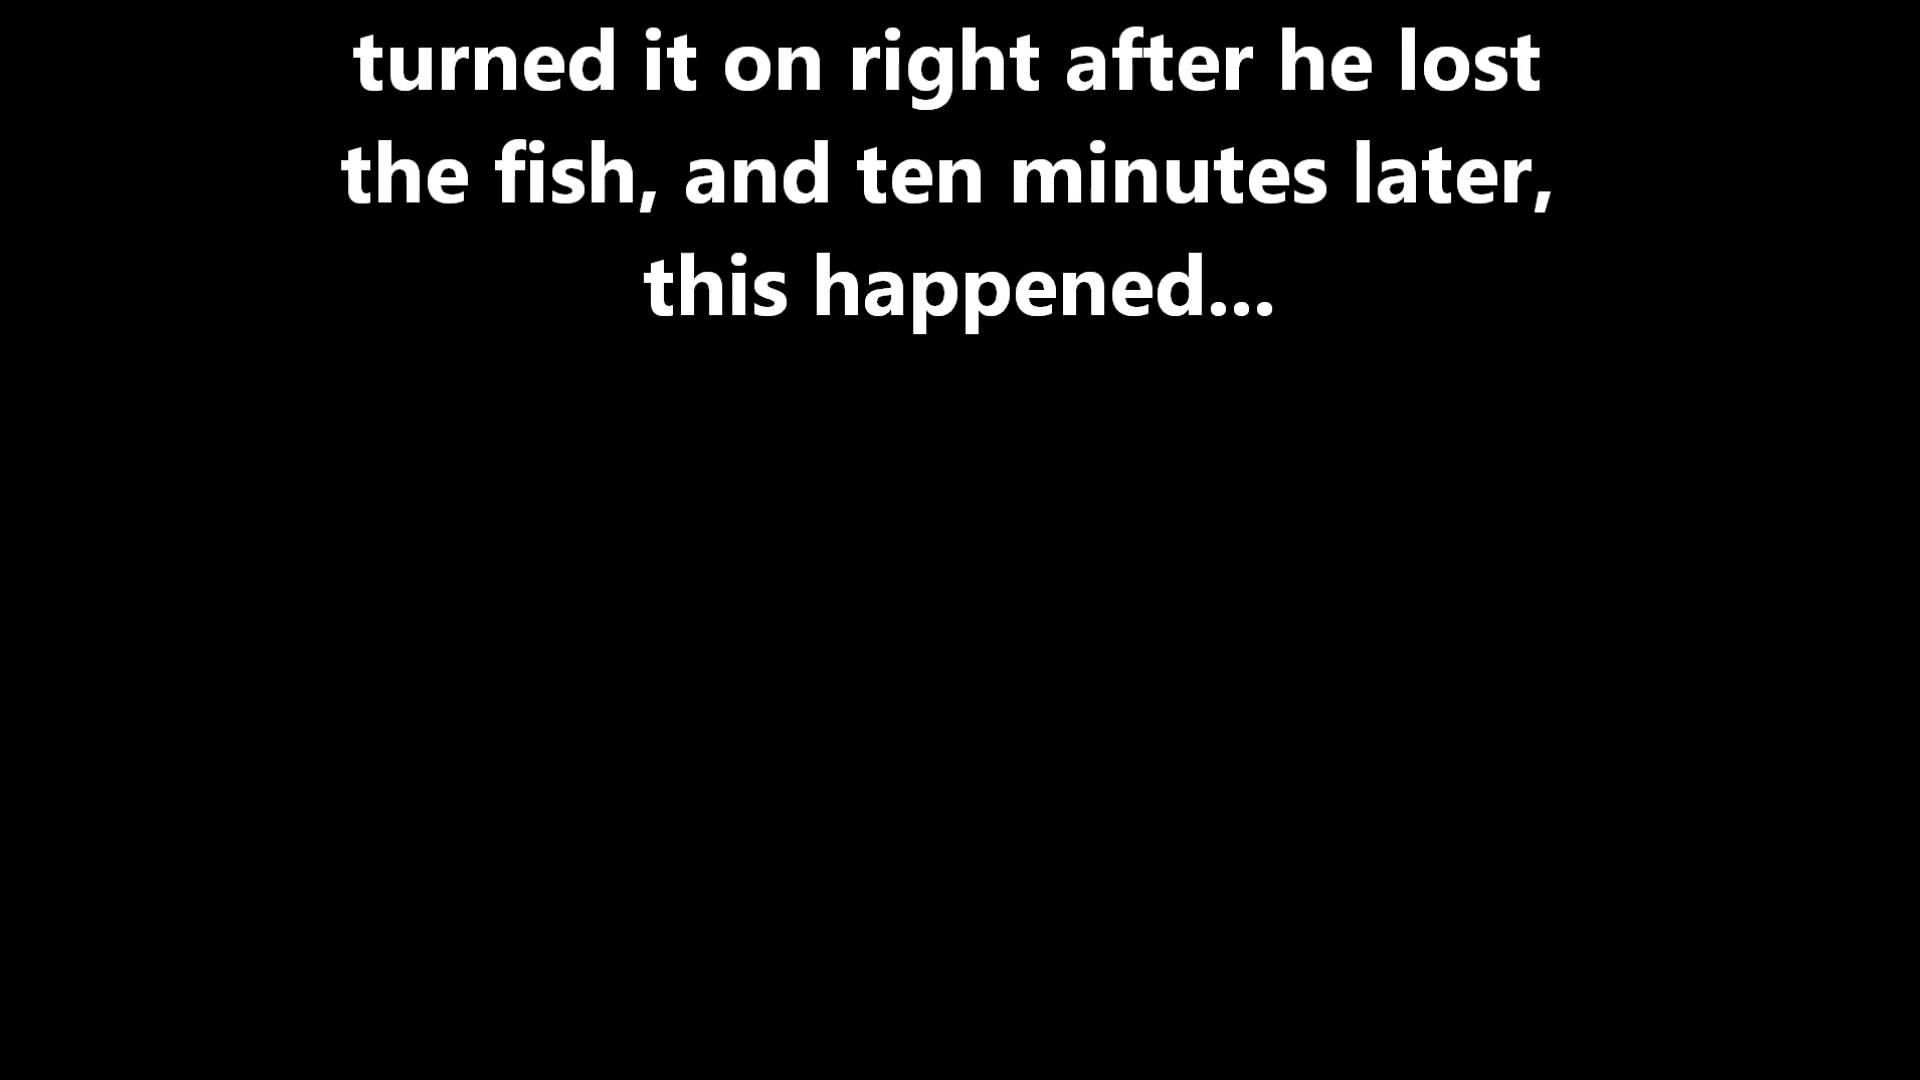 turned it on right after he lost
the fish, and ten minutes later,
this happened...